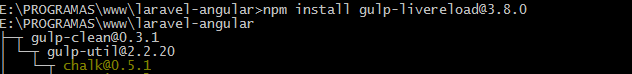 E:\PROGRAMAS\www\laravel-angular>npm install gulp-livereload@3.8.0
E:\PROGRAMAS\www\laravel-angular
├─┬ gulp-clean@0.3.1
│ └─┬ gulp-util@2.2.20
│   └─ chalk@0.5.1